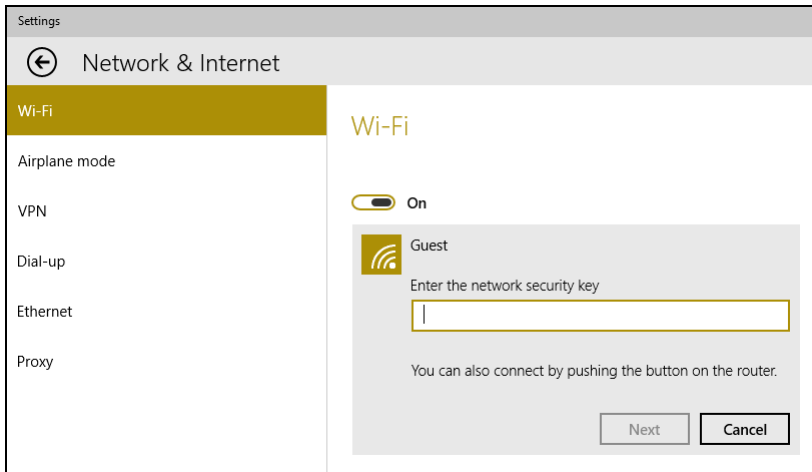 Settings
Network & Internet
Wi-Fi
Airplane mode
VPN
Dial-up
Ethernet
Proxy
Wi-Fi
On
Guest
Enter the network security key
You can also connect by pushing the button on the router.
Next Cancel